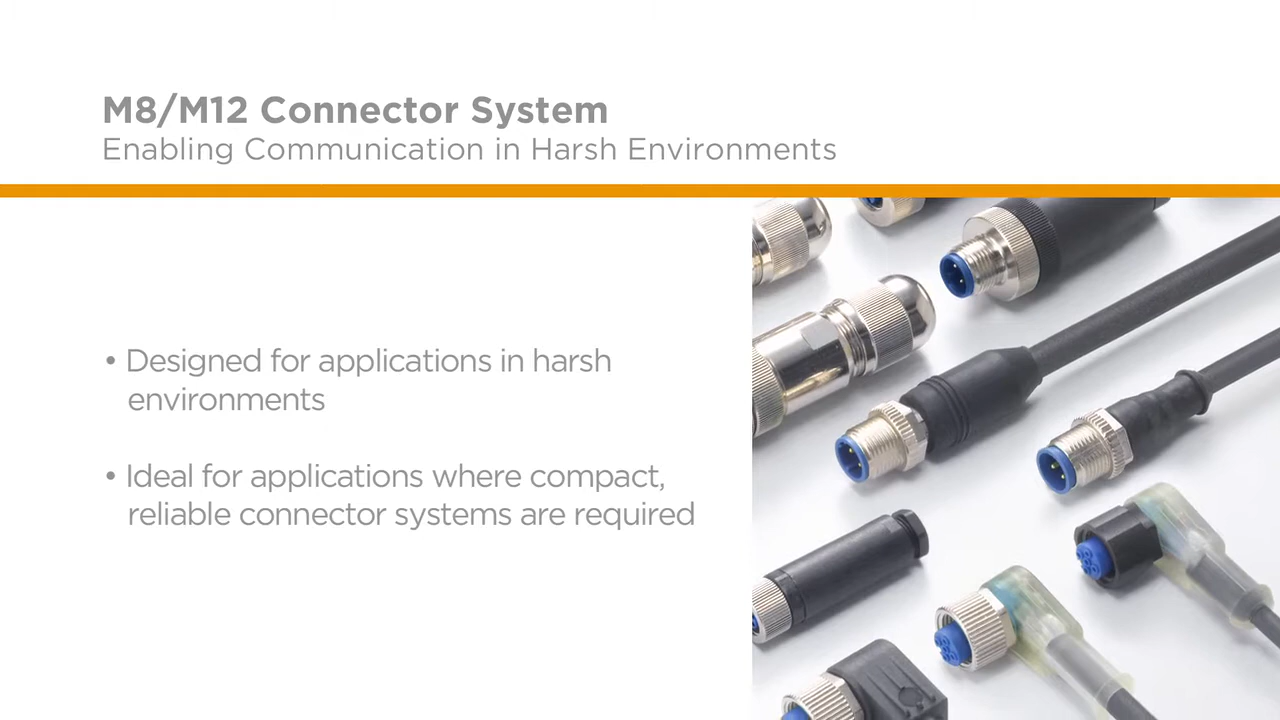 M8/M12 Connector System
Enabling Communication in Harsh Environments
• Designed for applications in harsh
environments
• Ideal for applications where compact,
reliable connector systems are required